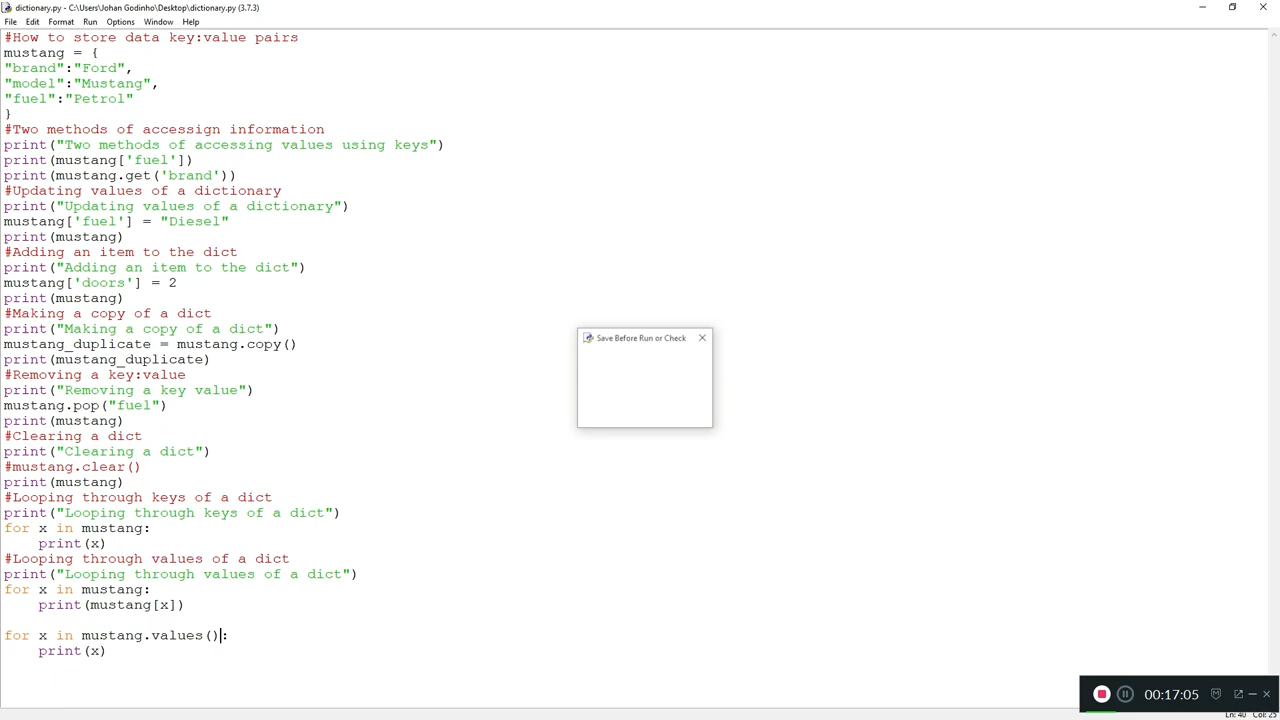 dictionary.py - C:\Users\Johan Godinho\Desktop\dictionary.py (3.7.3)
File Edit Format Run Options Window Help
#How to store data key:value pairs
mustang = {
"brand":"Ford",
"model":"Mustang",
"fuel":"Petrol"
}
#Two methods of accessign information
print("Two methods of accessing values using keys")
print(mustang['fuel'])
print(mustang.get('brand'))
#Updating values of a dictionary
print("Updating values of a dictionary")
mustang['fuel'] = "Diesel"
print(mustang)
#Adding an item to the dict
print("Adding an item to the dict")
mustang['doors'] = 2
print(mustang)
#Making a copy of a dict
print("Making a copy of a dict")
mustang_duplicate = mustang.copy()
print(mustang_duplicate)
#Removing a key:value
print("Removing a key value")
mustang.pop("fuel")
print(mustang)
#Clearing a dict
print("Clearing a dict")
#mustang.clear()
print(mustang)
#Looping through keys of a dict
print("Looping through keys of a dict")
for x in mustang:
    print(x)
#Looping through values of a dict
print("Looping through values of a dict")
for x in mustang:
    print(mustang[x])
for x in mustang.values():
    print(x)
Save Before Run or Check
00:17:05
Ln: 40 Col: 25